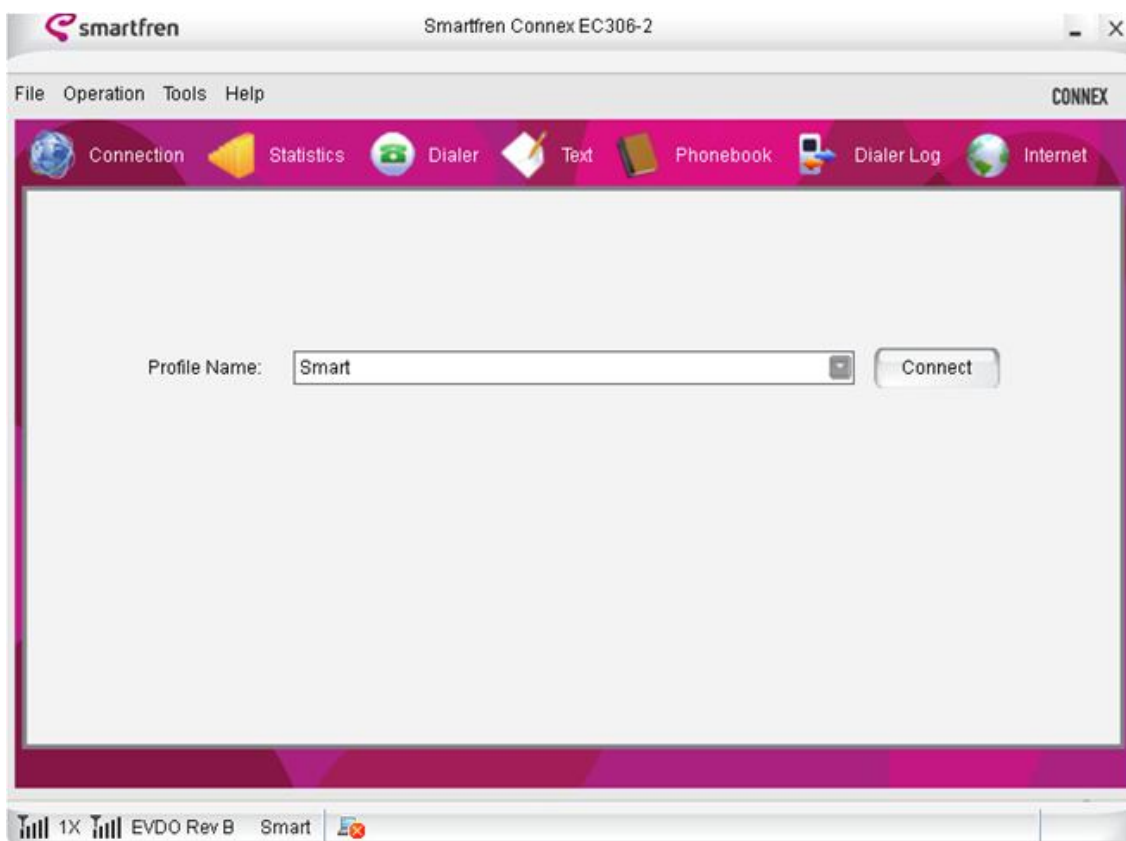 smartfren Smartfren Connex EC306-2
File Operation Tools Help CONNEX
Connection Statistics Dialer Text Phonebook Dialer Log Internet
Profile Name: Smart Connect
1X EVDO Rev B Smart